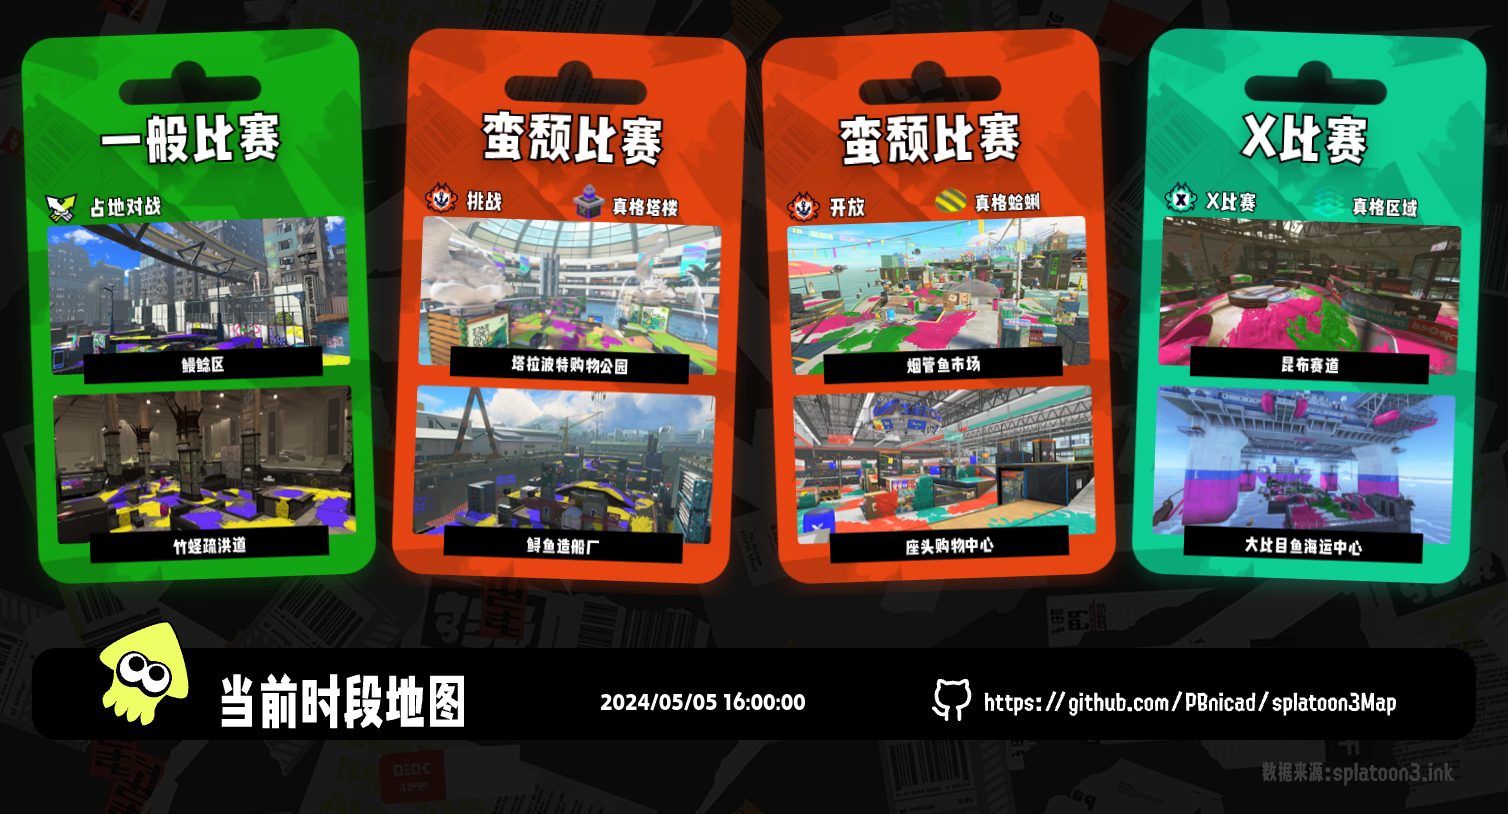 一般比赛
占地对战
鳗鲶区
竹蛏疏洪道
蛮颓比赛
挑战
真格塔楼
塔拉波特购物公园
鲟鱼造船厂
蛮颓比赛
开放
真格蛤蜊
烟管鱼市场
座头购物中心
X比赛
X比赛
真格区域
昆布赛道
大比目鱼海运中心
当前时段地图
2024/05/05 16:00:00
https://github.com/PBnicad/splatoon3Map
数据来源:splatoon3.ink